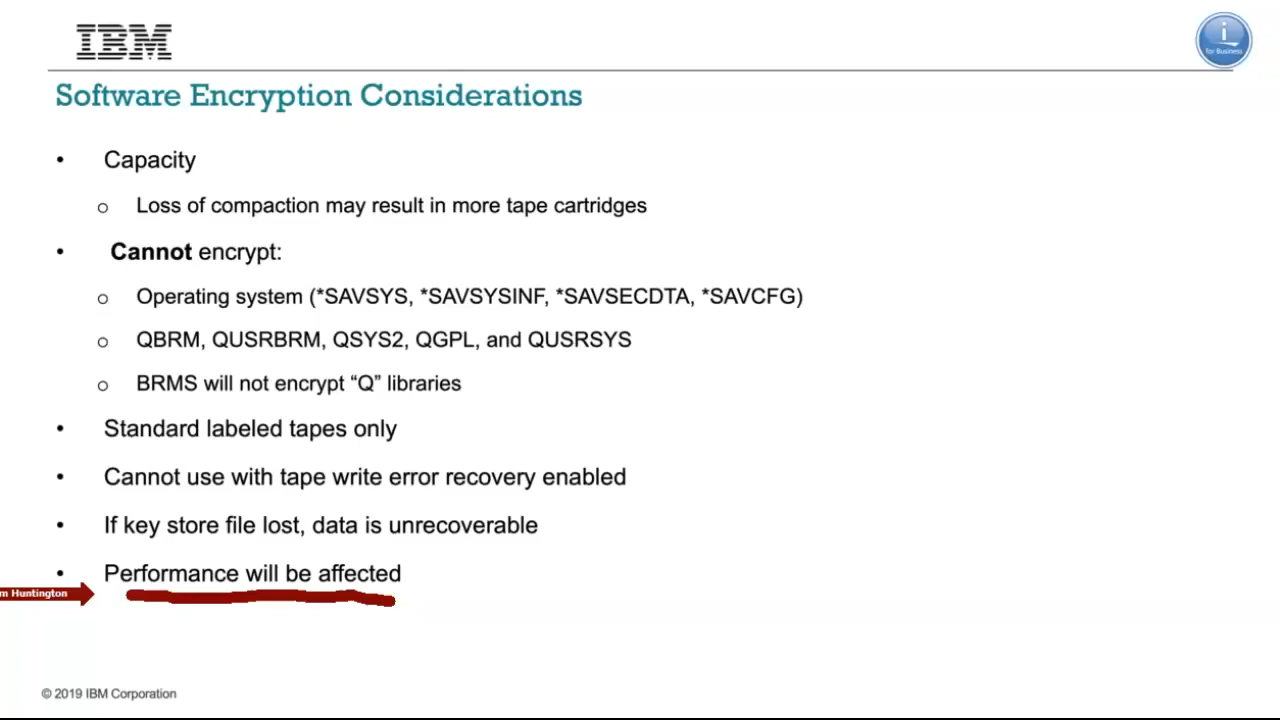 IBM
i
for Business
Software Encryption Considerations
• Capacity
o Loss of compaction may result in more tape cartridges
• Cannot encrypt:
o Operating system (*SAVSYS, *SAVSYSINF, *SAVSECDTA, *SAVCFG)
o QBRM, QUSRBRM, QSYS2, QGPL, and QUSRSYS
o BRMS will not encrypt “Q” libraries
• Standard labeled tapes only
• Cannot use with tape write error recovery enabled
• If key store file lost, data is unrecoverable
• Performance will be affected
m Huntington
© 2019 IBM Corporation